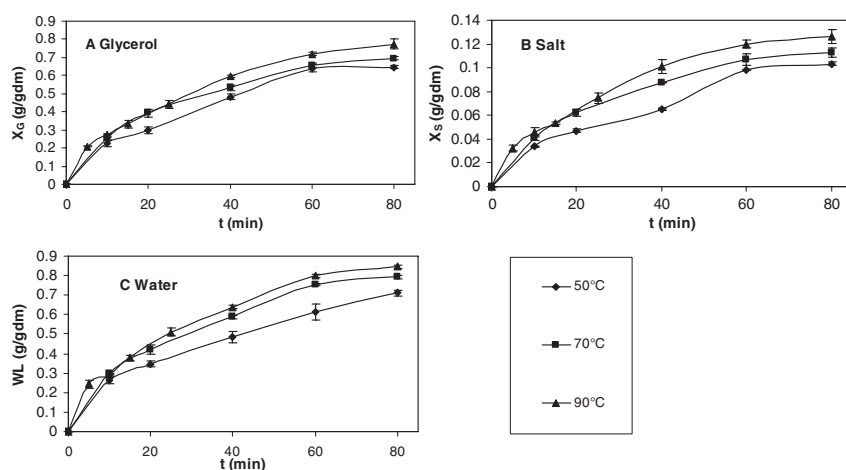 A Glycerol
X_G (g/gdm)
0.9
0.8
0.7
0.6
0.5
0.4
0.3
0.2
0.1
0
0 20 40 60 80
t (min)
B Salt
X_S (g/gdm)
0.14
0.12
0.1
0.08
0.06
0.04
0.02
0
0 20 40 60 80
t (min)
C Water
WL (g/gdm)
0.9
0.8
0.7
0.6
0.5
0.4
0.3
0.2
0.1
0
0 20 40 60 80
t (min)
50°C
70°C
90°C